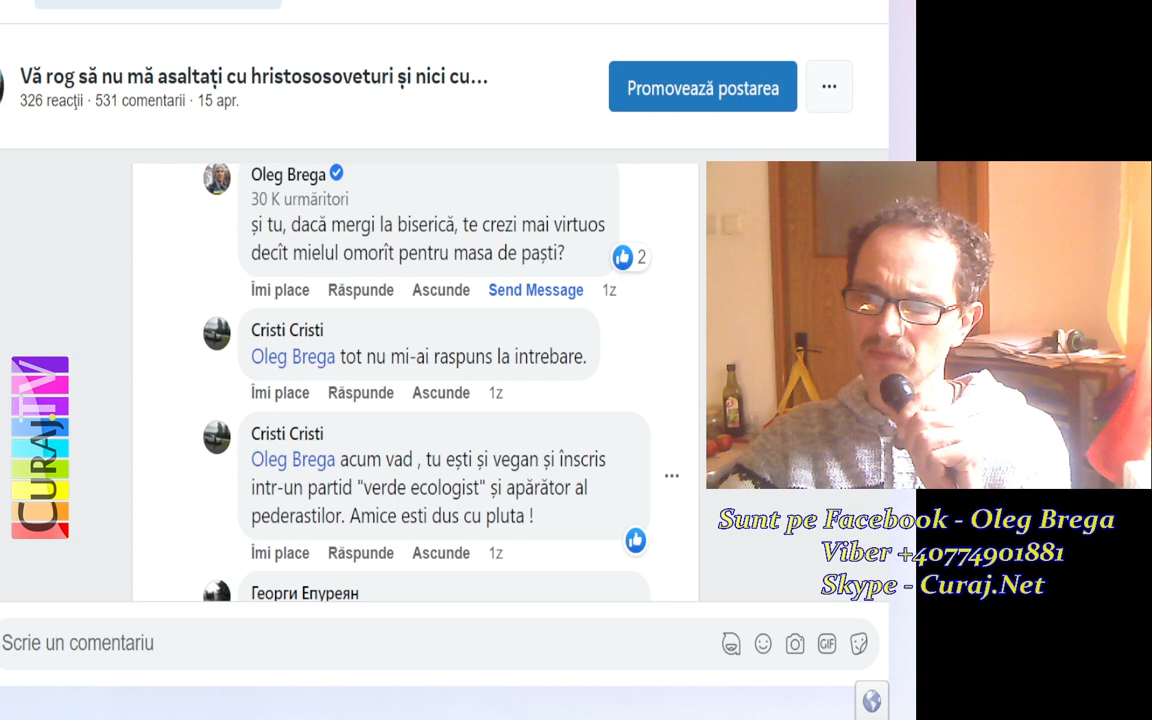 Vă rog să nu mă asaltați cu hristososoveturi și nici cu...
326 reacţii · 531 comentarii · 15 apr.
Promovează postarea
Oleg Brega
30 K urmăritori
și tu, dacă mergi la biserică, te crezi mai virtuos
decît mielul omorît pentru masa de paști?
2
Îmi place Răspunde Ascunde Send Message 1z
Cristi Cristi
Oleg Brega tot nu mi-ai raspuns la intrebare.
Îmi place Răspunde Ascunde 1z
Cristi Cristi
Oleg Brega acum vad , tu ești și vegan și înscris
intr-un partid "verde ecologist" și apărător al
pederastilor. Amice esti dus cu pluta !
Îmi place Răspunde Ascunde 1z
Георги Епуреян
Scrie un comentariu
GIF
CURAJ.TV
Sunt pe Facebook - Oleg Brega
Viber +40774901881
Skype - Curaj.Net